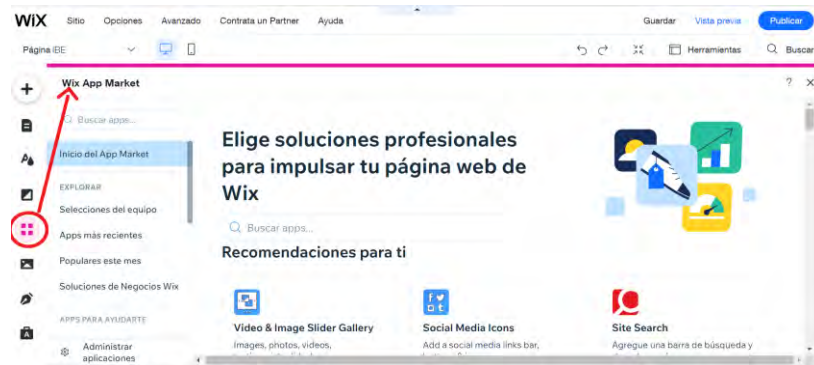 WiX Sitio Opciones Avanzado Contrata un Partner Ayuda Guardar Vista previa Publicar
Página iBE Herramientas Buscar
Wix App Market ?
Buscar apps...
Inicio del App Market
EXPLORAR
Selecciones del equipo
Apps más recientes
Populares este mes
Soluciones de Negocios Wix
APPS PARA AYUDARTE
Administrar
aplicaciones
Elige soluciones profesionales
para impulsar tu página web de
Wix
Buscar apps...
Recomendaciones para ti
Video & Image Slider Gallery
Images, photos, videos,
Social Media Icons
Add a social media links bar,
Site Search
Agregue una barra de búsqueda y